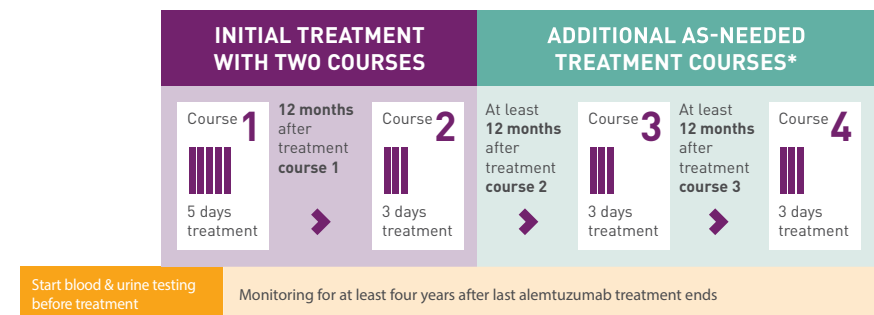 INITIAL TREATMENT
WITH TWO COURSES
ADDITIONAL AS-NEEDED
TREATMENT COURSES*
Course 1
5 days
treatment
12 months
after
treatment
course 1
Course 2
3 days
treatment
At least
12 months
after
treatment
course 2
Course 3
3 days
treatment
At least
12 months
after
treatment
course 3
Course 4
3 days
treatment
Start blood & urine testing
before treatment
Monitoring for at least four years after last alemtuzumab treatment ends